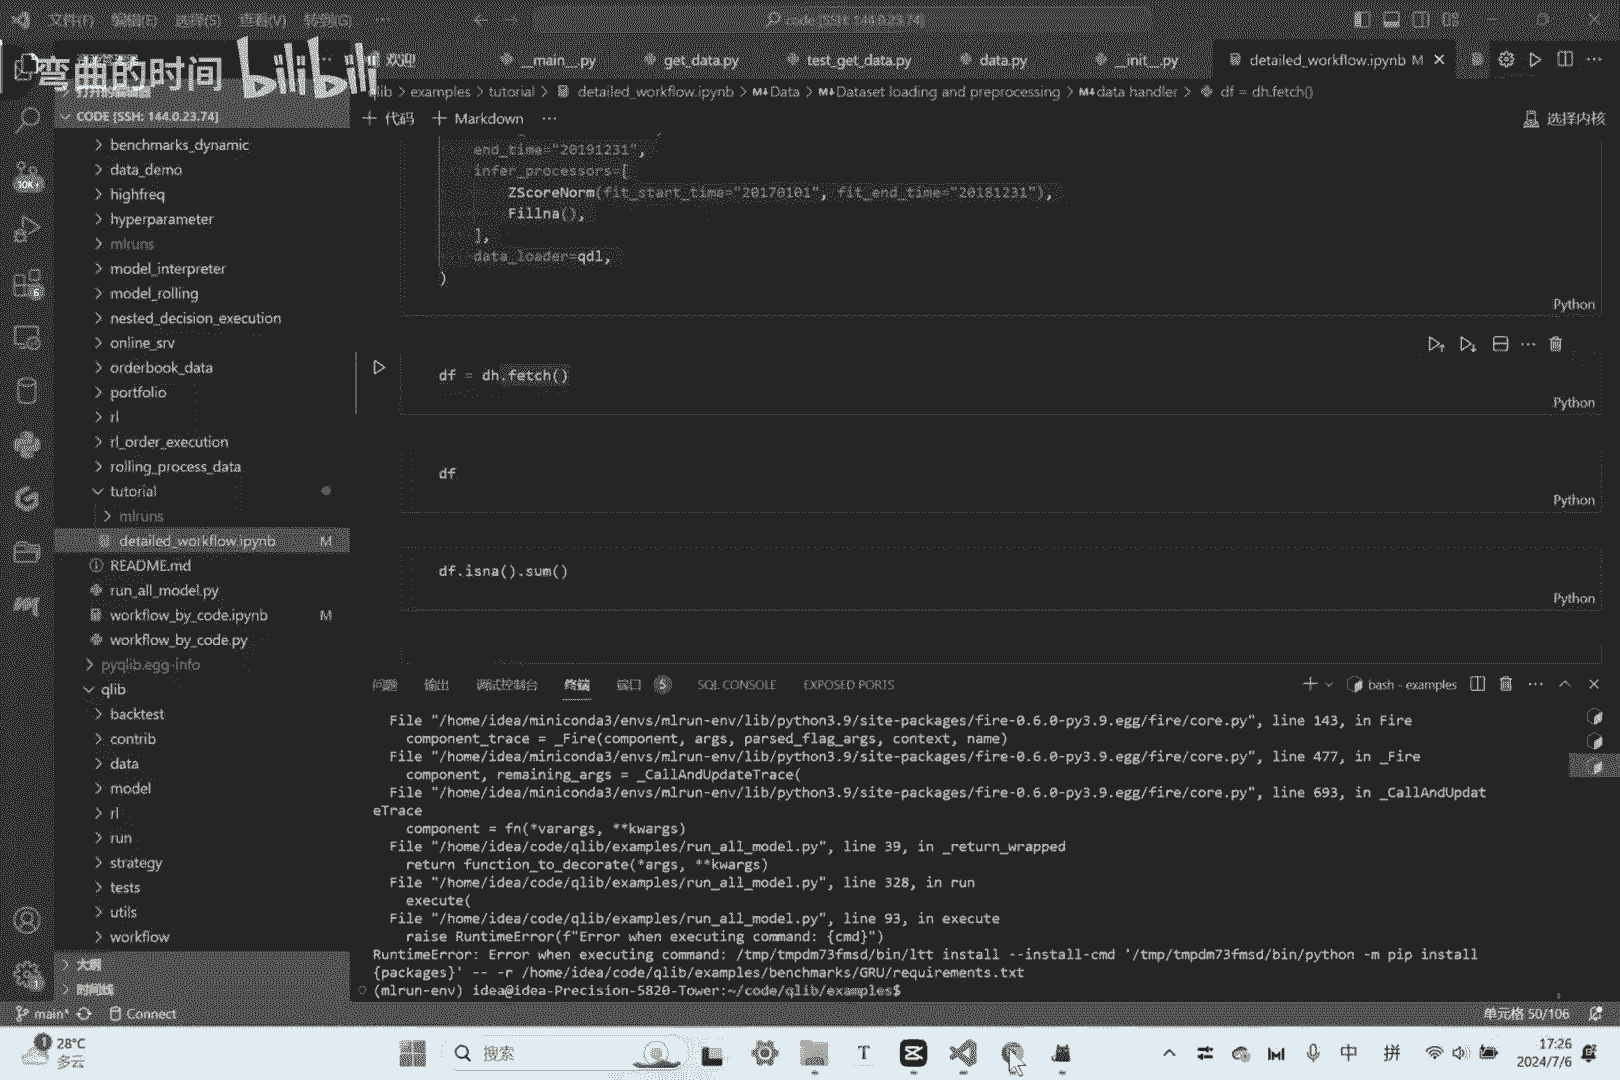 文件(F) 编辑(E) 选择(S) 查看(V) 转到(G) ···
code [SSH: 144.0.23.74]
弯曲的时间 bilibili
欢迎
__main__.py
get_data.py
test_get_data.py
data.py
__init__.py
detailed_workflow.ipynb M
qlib > examples > tutorial > detailed_workflow.ipynb > M↓Data > M↓Dataset loading and preprocessing > M↓data handler > df = dh.fetch()
CODE [SSH: 144.0.23.74]
+ 代码 + Markdown ···
选择内核
benchmarks_dynamic
data_demo
highfreq
hyperparameter
mlruns
model_interpreter
model_rolling
nested_decision_execution
online_srv
orderbook_data
portfolio
rl
rl_order_execution
rolling_process_data
tutorial
mlruns
detailed_workflow.ipynb M
README.md
run_all_model.py
workflow_by_code.ipynb M
workflow_by_code.py
pyqlib.egg-info
qlib
backtest
contrib
data
model
rl
run
strategy
tests
utils
workflow
大纲
时间线
10K+
6
1
end_time="20191231",
infer_processors=[
ZScoreNorm(fit_start_time="20170101", fit_end_time="20181231"),
Fillna(),
],
data_loader=qdl,
)
Python
df = dh.fetch()
Python
df
Python
df.isna().sum()
Python
问题 输出 调试控制台 终端 端口 5 SQL CONSOLE EXPOSED PORTS
bash - examples
File "/home/idea/miniconda3/envs/mlrun-env/lib/python3.9/site-packages/fire-0.6.0-py3.9.egg/fire/core.py", line 143, in Fire
component_trace = _Fire(component, args, parsed_flag_args, context, name)
File "/home/idea/miniconda3/envs/mlrun-env/lib/python3.9/site-packages/fire-0.6.0-py3.9.egg/fire/core.py", line 477, in _Fire
component, remaining_args = _CallAndUpdateTrace(
File "/home/idea/miniconda3/envs/mlrun-env/lib/python3.9/site-packages/fire-0.6.0-py3.9.egg/fire/core.py", line 693, in _CallAndUpdat
eTrace
component = fn(*varargs, **kwargs)
File "/home/idea/code/qlib/examples/run_all_model.py", line 39, in _return_wrapped
return function_to_decorate(*args, **kwargs)
File "/home/idea/code/qlib/examples/run_all_model.py", line 328, in run
execute(
File "/home/idea/code/qlib/examples/run_all_model.py", line 93, in execute
raise RuntimeError(f"Error when executing command: {cmd}")
RuntimeError: Error when executing command: /tmp/tmpdm73fmsd/bin/ltt install --install-cmd '/tmp/tmpdm73fmsd/bin/python -m pip install
{packages}' -- -r /home/idea/code/qlib/examples/benchmarks/GRU/requirements.txt
(mlrun-env) idea@idea-Precision-5820-Tower:~/code/qlib/examples$
main* Connect
单元格 50/106
1
28°C
多云
搜索
中 拼
17:26
2024/7/6